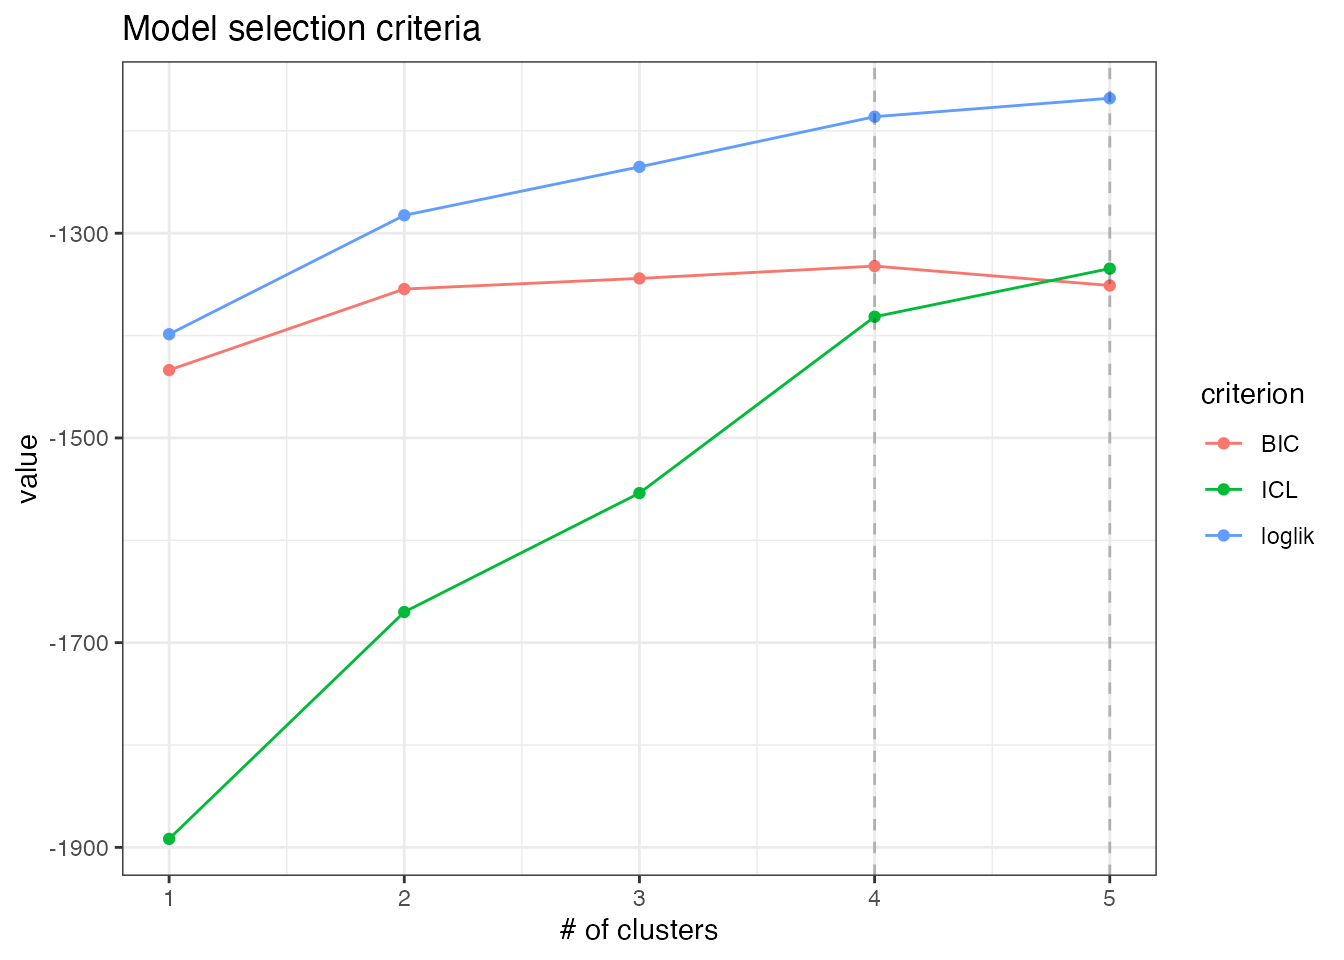 Model selection criteria
value
-1300
-1500
-1700
-1900
1 2 3 4 5
# of clusters
criterion
BIC
ICL
loglik